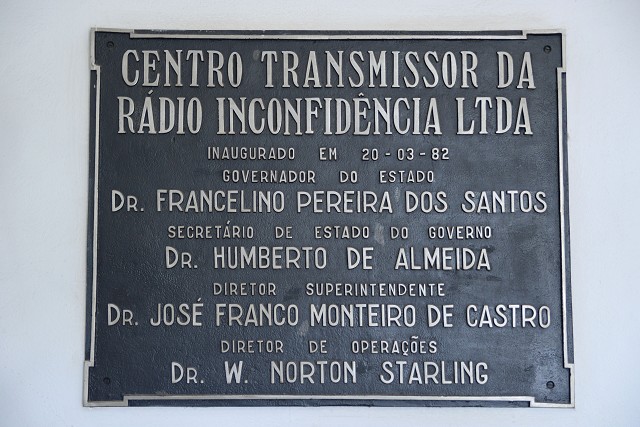 CENTRO TRANSMISSOR DA
RÁDIO INCONFIDÊNCIA LTDA
INAUGURADO EM 20-03-82
GOVERNADOR DO ESTADO
DR. FRANCELINO PEREIRA DOS SANTOS
SECRETÁRIO DE ESTADO DO GOVERNO
DR. HUMBERTO DE ALMEIDA
DIRETOR SUPERINTENDENTE
DR. JOSÉ FRANCO MONTEIRO DE CASTRO
DIRETOR DE OPERAÇÕES
DR. W. NORTON STARLING